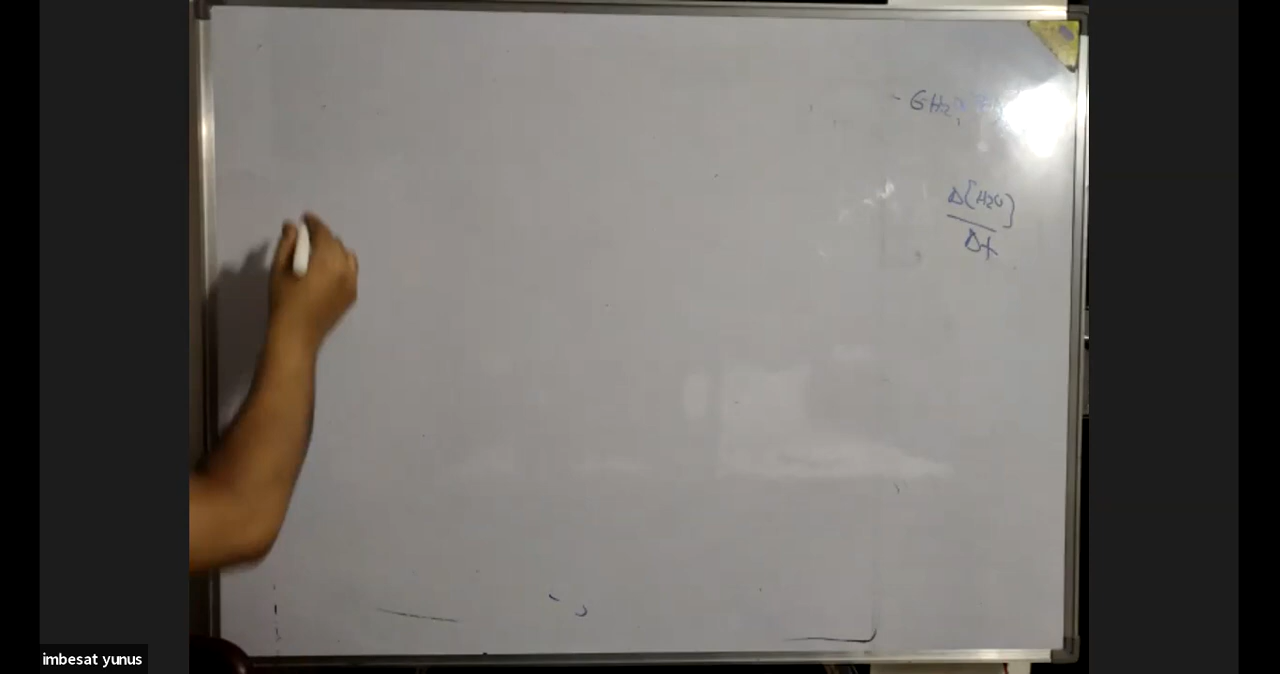 - 6H2
Δ[H2O]
Δt
imbesat yunus